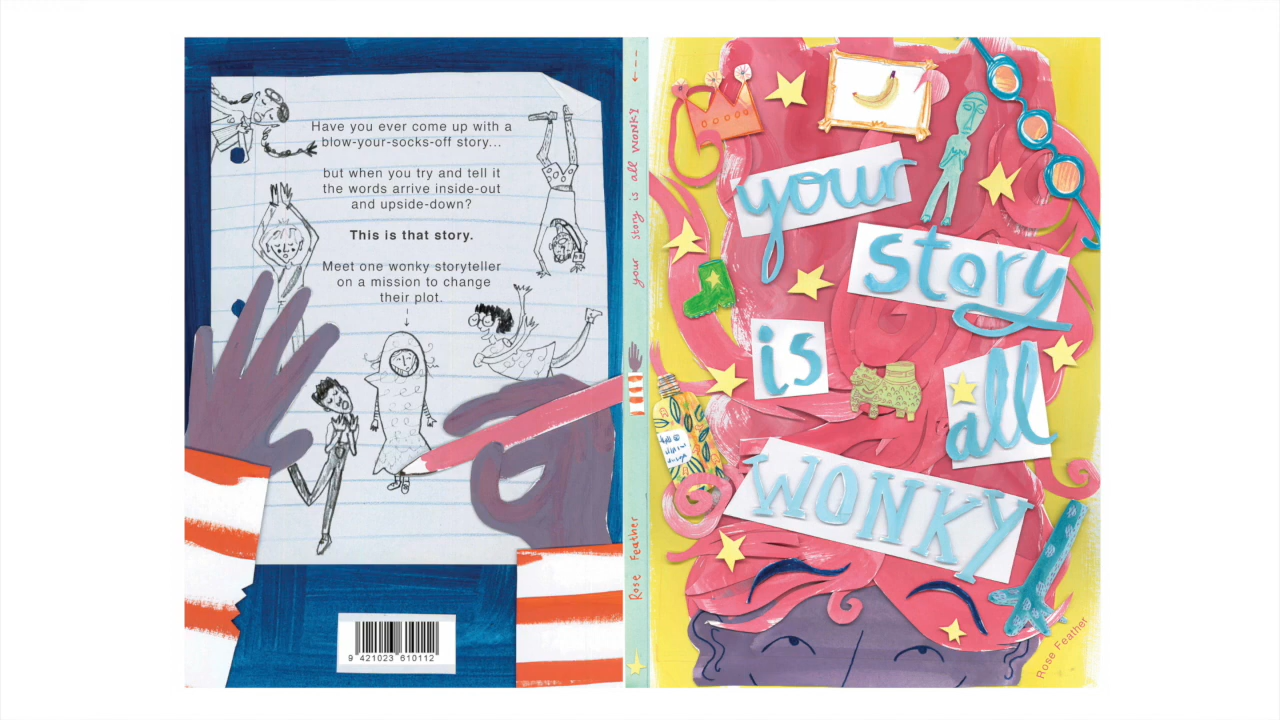 Have you ever come up with a
blow-your-socks-off story...
but when you try and tell it
the words arrive inside-out
and upside-down?
This is that story.
Meet one wonky storyteller
on a mission to change
their plot.
9 421023 610112
your story is all WONKY
Rose Feather
your
story
is
all
WONKY
Rose Feather